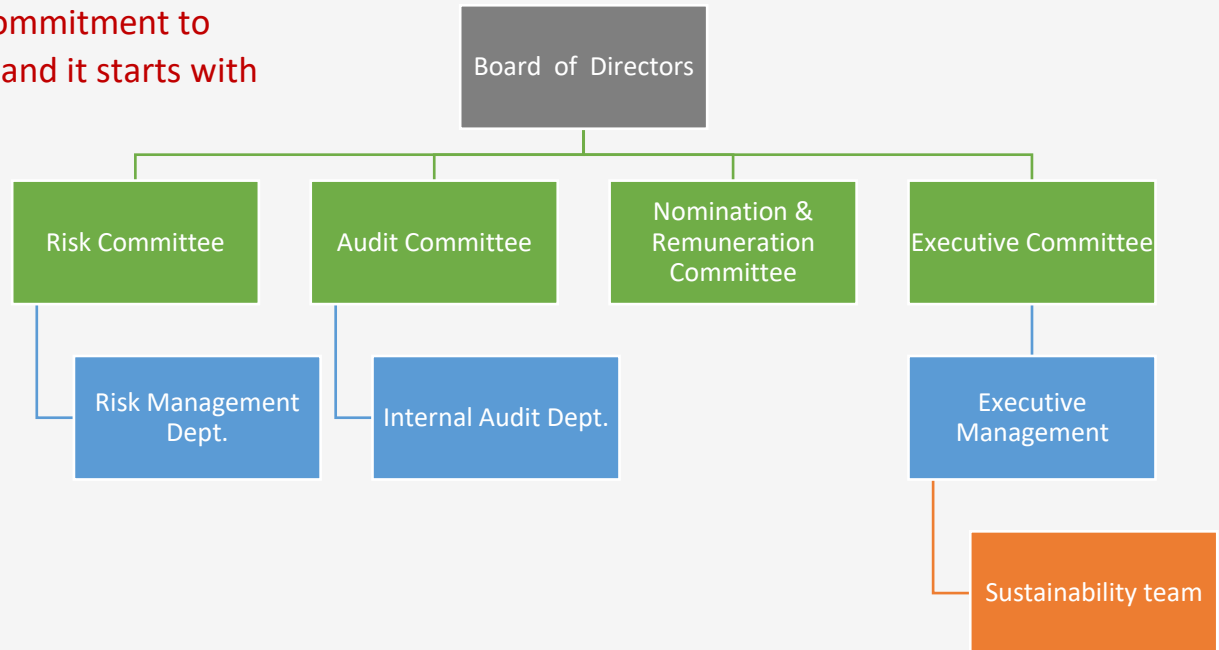 ommitment to
and it starts with
Board of Directors
Risk Committee
Audit Committee
Nomination &
Remuneration
Committee
Executive Committee
Risk Management
Dept.
Internal Audit Dept.
Executive
Management
Sustainability team